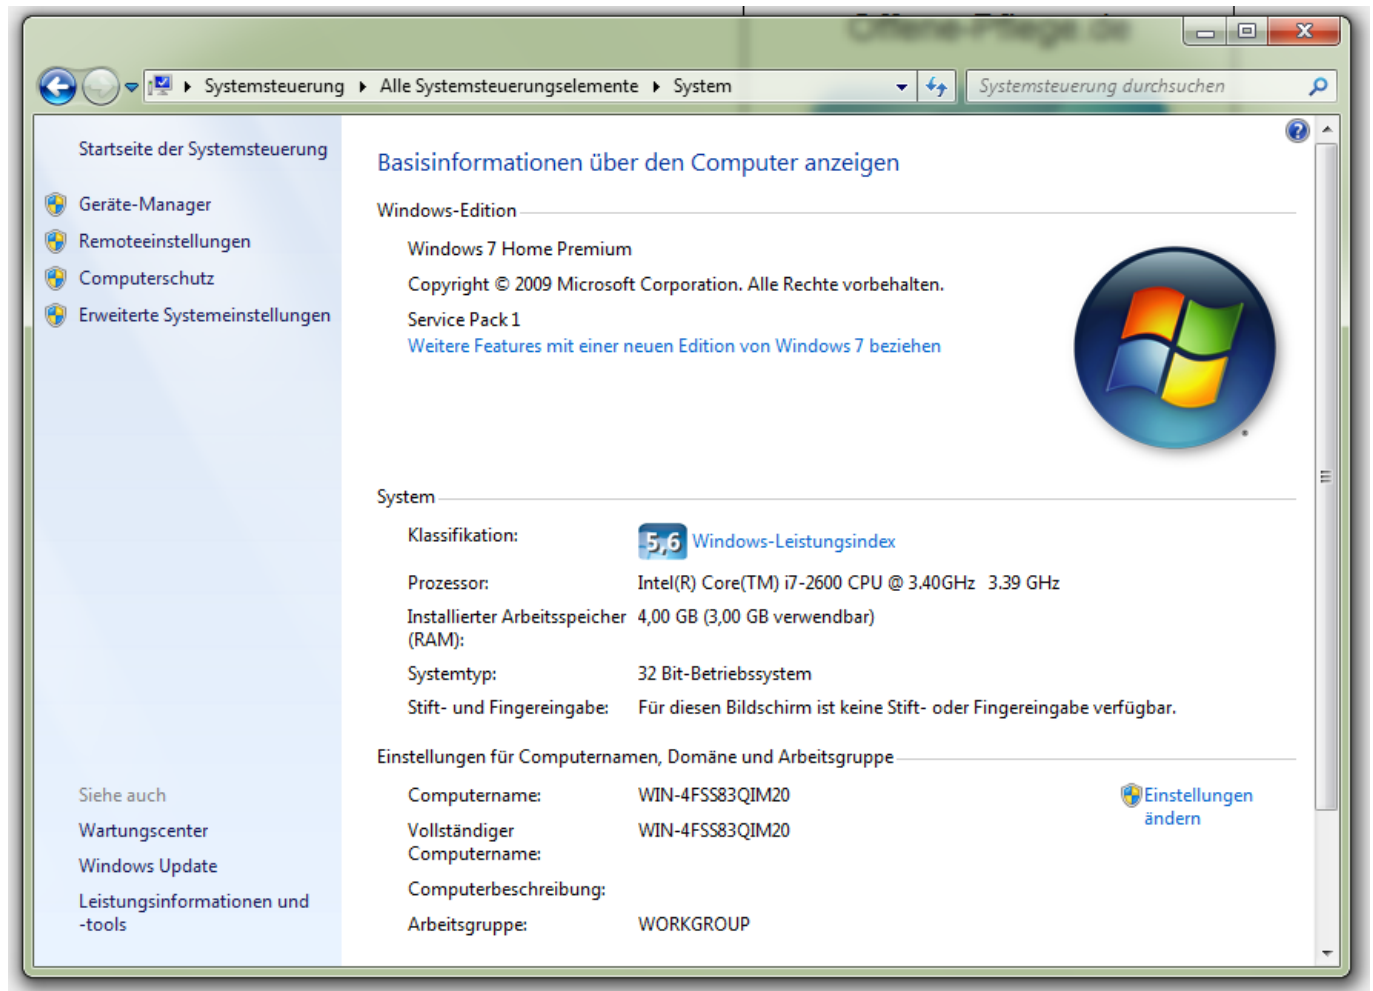 Offene-Pflege.de
Systemsteuerung Alle Systemsteuerungselemente System
Systemsteuerung durchsuchen
Startseite der Systemsteuerung
Geräte-Manager
Remoteeinstellungen
Computerschutz
Erweiterte Systemeinstellungen
Siehe auch
Wartungscenter
Windows Update
Leistungsinformationen und
-tools
Basisinformationen über den Computer anzeigen
Windows-Edition
Windows 7 Home Premium
Copyright © 2009 Microsoft Corporation. Alle Rechte vorbehalten.
Service Pack 1
Weitere Features mit einer neuen Edition von Windows 7 beziehen
System
Klassifikation: 5,6 Windows-Leistungsindex
Prozessor: Intel(R) Core(TM) i7-2600 CPU @ 3.40GHz 3.39 GHz
Installierter Arbeitsspeicher 4,00 GB (3,00 GB verwendbar)
(RAM):
Systemtyp: 32 Bit-Betriebssystem
Stift- und Fingereingabe: Für diesen Bildschirm ist keine Stift- oder Fingereingabe verfügbar.
Einstellungen für Computernamen, Domäne und Arbeitsgruppe
Computername: WIN-4FSS83QIM20
Vollständiger WIN-4FSS83QIM20
Computername:
Computerbeschreibung:
Arbeitsgruppe: WORKGROUP
Einstellungen
ändern